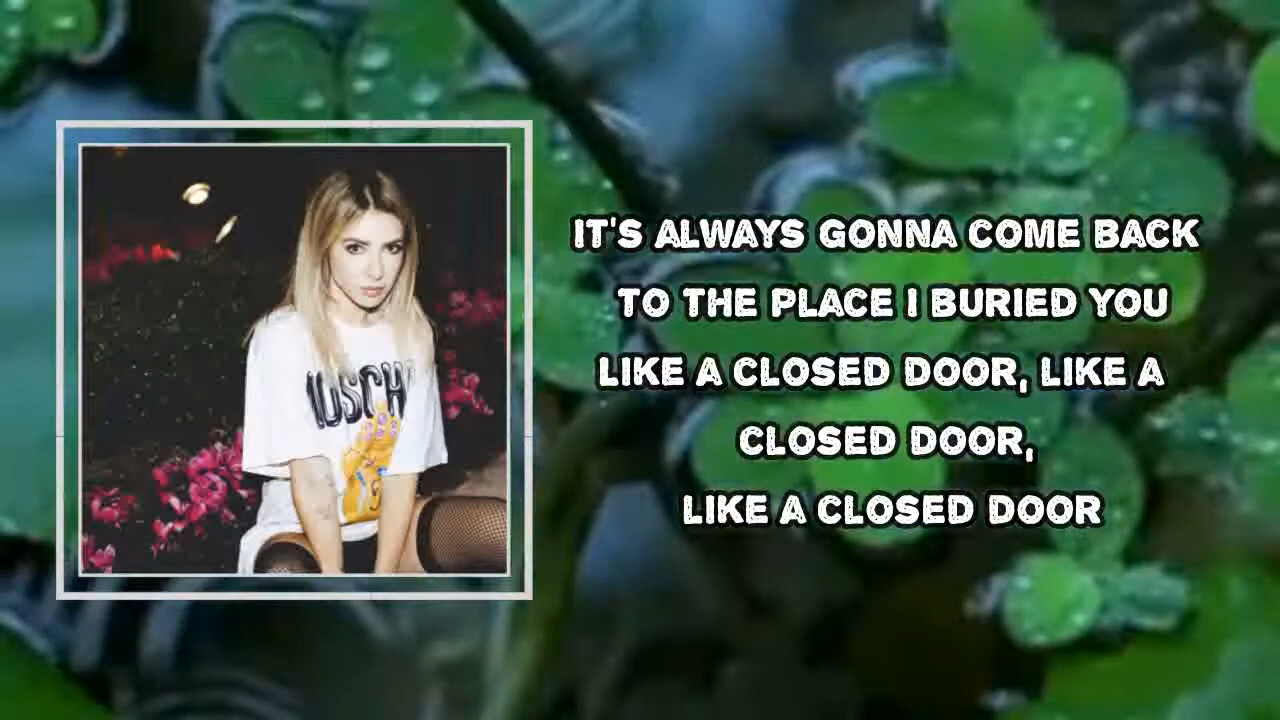 IT'S ALWAYS GONNA COME BACK
TO THE PLACE I BURIED YOU
LIKE A CLOSED DOOR, LIKE A
CLOSED DOOR,
LIKE A CLOSED DOOR